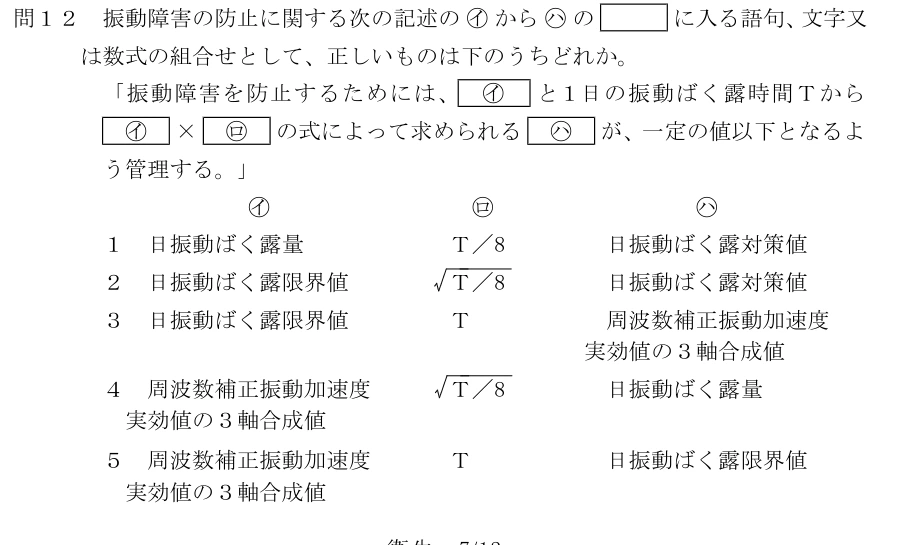 問１２　振動障害の防止に関する次の記述の㋑から㋩の　　　に入る語句、文字又
は数式の組合せとして、正しいものは下のうちどれか。
「振動障害を防止するためには、㋑と１日の振動ばく露時間Ｔから
㋑×㋺の式によって求められる㋩が、一定の値以下となるよ
う管理する。」
㋑　㋺　㋩
１　日振動ばく露量　Ｔ／8　日振動ばく露対策値
２　日振動ばく露限界値　√Ｔ／8　日振動ばく露対策値
３　日振動ばく露限界値　Ｔ　周波数補正振動加速度
実効値の３軸合成値
４　周波数補正振動加速度　√Ｔ／8　日振動ばく露量
実効値の３軸合成値
５　周波数補正振動加速度　Ｔ　日振動ばく露限界値
実効値の３軸合成値